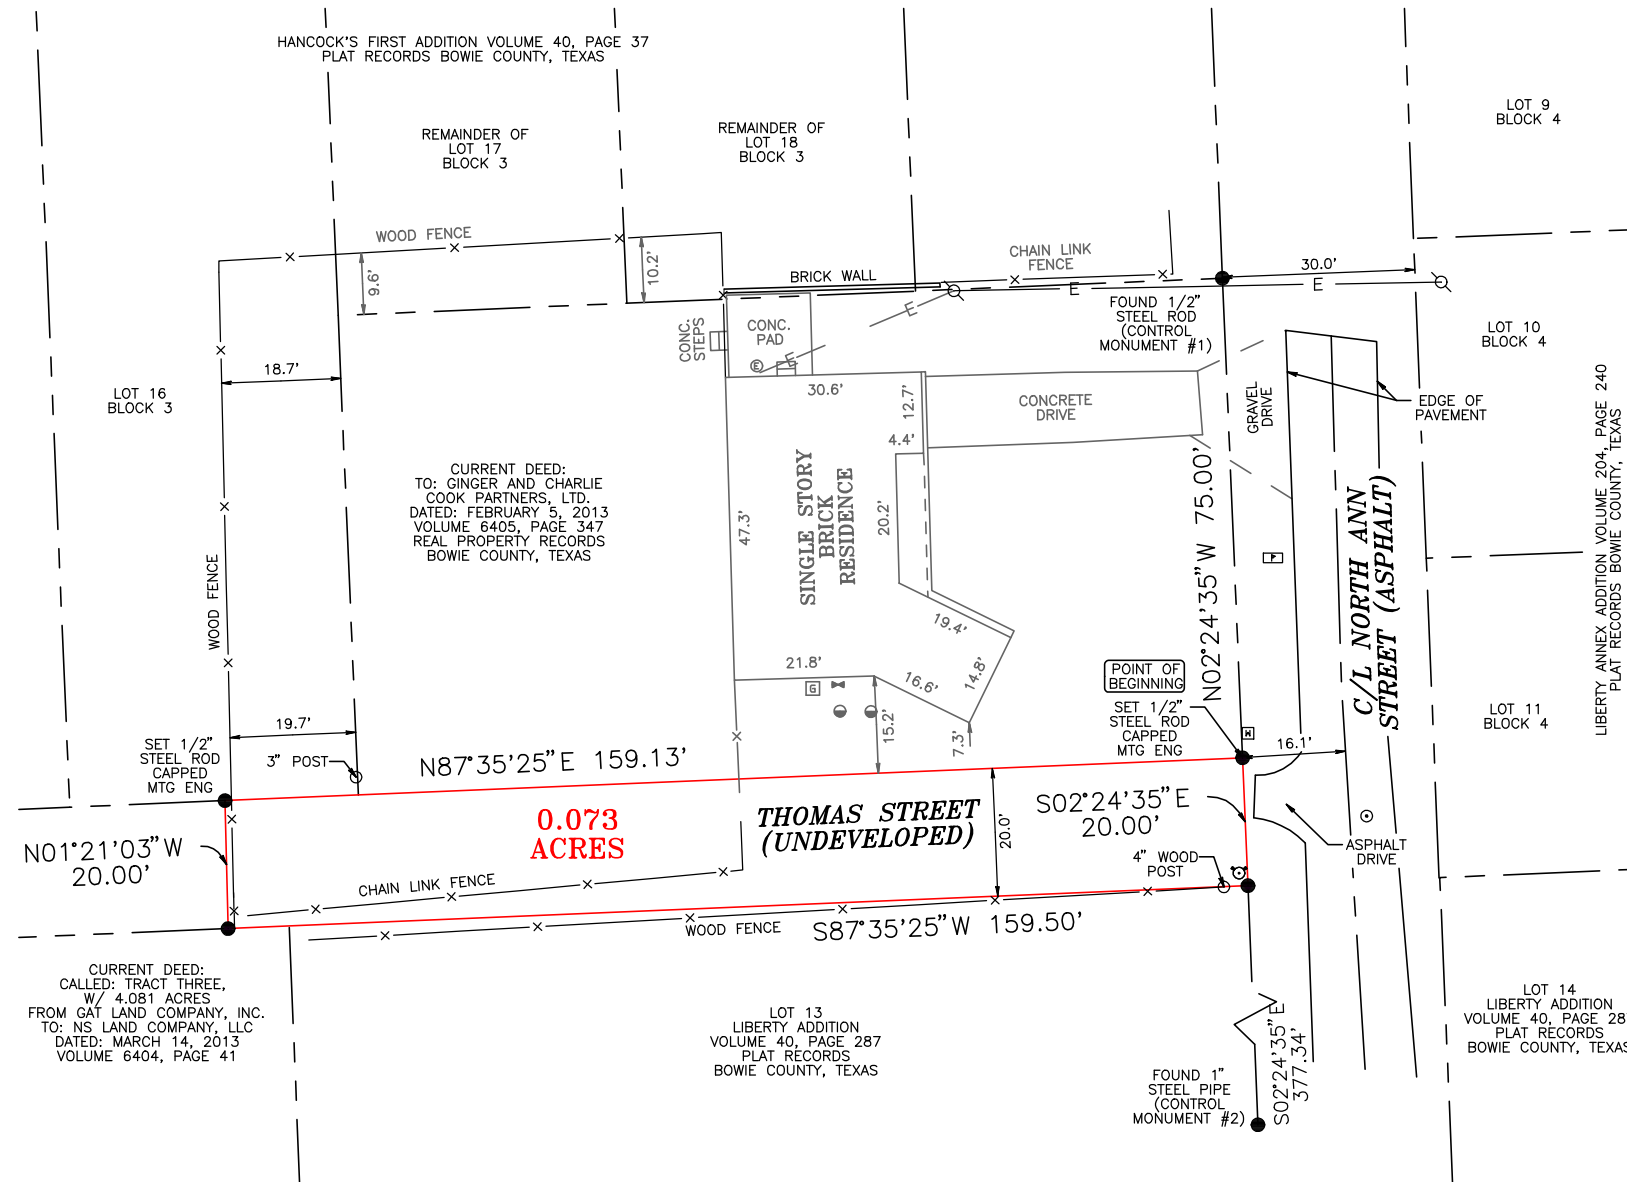 HANCOCK'S FIRST ADDITION VOLUME 40, PAGE 37
PLAT RECORDS BOWIE COUNTY, TEXAS
REMAINDER OF
LOT 17
BLOCK 3
REMAINDER OF
LOT 18
BLOCK 3
LOT 9
BLOCK 4
WOOD FENCE
9.6'
10.2'
BRICK WALL
CHAIN LINK
FENCE
E
E
30.0'
E
E
FOUND 1/2"
STEEL ROD
(CONTROL
MONUMENT #1)
CONC.
STEPS
CONC.
PAD
E
LOT 10
BLOCK 4
18.7'
LOT 16
BLOCK 3
30.6'
12.7'
4.4'
CONCRETE
DRIVE
GRAVEL
DRIVE
EDGE OF
PAVEMENT
LIBERTY ANNEX ADDITION VOLUME 204, PAGE 240
PLAT RECORDS BOWIE COUNTY, TEXAS
CURRENT DEED:
TO: GINGER AND CHARLIE
COOK PARTNERS, LTD.
DATED: FEBRUARY 5, 2013
VOLUME 6405, PAGE 347
REAL PROPERTY RECORDS
BOWIE COUNTY, TEXAS
47.3'
SINGLE STORY
BRICK
RESIDENCE
20.2'
N02°24'35"W 75.00'
C/L NORTH ANN
STREET (ASPHALT)
WOOD FENCE
19.4'
21.8'
16.6'
14.8'
G
15.2'
7.3'
POINT OF
BEGINNING
SET 1/2"
STEEL ROD
CAPPED
MTG ENG
W
16.1'
LOT 11
BLOCK 4
19.7'
SET 1/2"
STEEL ROD
CAPPED
MTG ENG
3" POST
N87°35'25"E 159.13'
0.073
ACRES
THOMAS STREET
(UNDEVELOPED)
20.0'
S02°24'35"E
20.00'
4" WOOD
POST
ASPHALT
DRIVE
N01°21'03"W
20.00'
CHAIN LINK FENCE
WOOD FENCE
S87°35'25"W 159.50'
CURRENT DEED:
CALLED: TRACT THREE,
W/ 4.081 ACRES
FROM GAT LAND COMPANY, INC.
TO: NS LAND COMPANY, LLC
DATED: MARCH 14, 2013
VOLUME 6404, PAGE 41
LOT 13
LIBERTY ADDITION
VOLUME 40, PAGE 287
PLAT RECORDS
BOWIE COUNTY, TEXAS
LOT 14
LIBERTY ADDITION
VOLUME 40, PAGE 28
PLAT RECORDS
BOWIE COUNTY, TEXAS
FOUND 1"
STEEL PIPE
(CONTROL
MONUMENT #2)
S02°24'35"E
377.34'